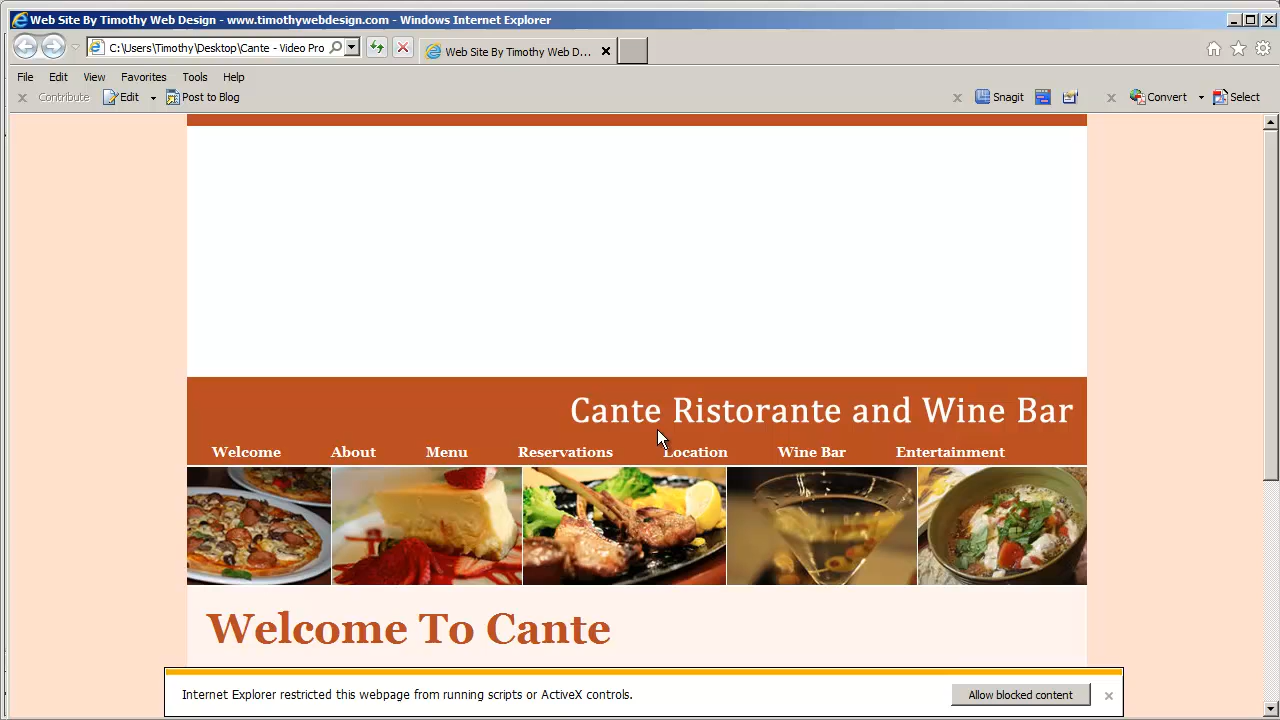 Web Site By Timothy Web Design - www.timothywebdesign.com - Windows Internet Explorer
C:\Users\Timothy\Desktop\Cante - Video Pro
Web Site By Timothy Web D...
File Edit View Favorites Tools Help
Contribute Edit Post to Blog Snagit Convert Select
Cante Ristorante and Wine Bar
Welcome About Menu Reservations Location Wine Bar Entertainment
Welcome To Cante
Internet Explorer restricted this webpage from running scripts or ActiveX controls. Allow blocked content